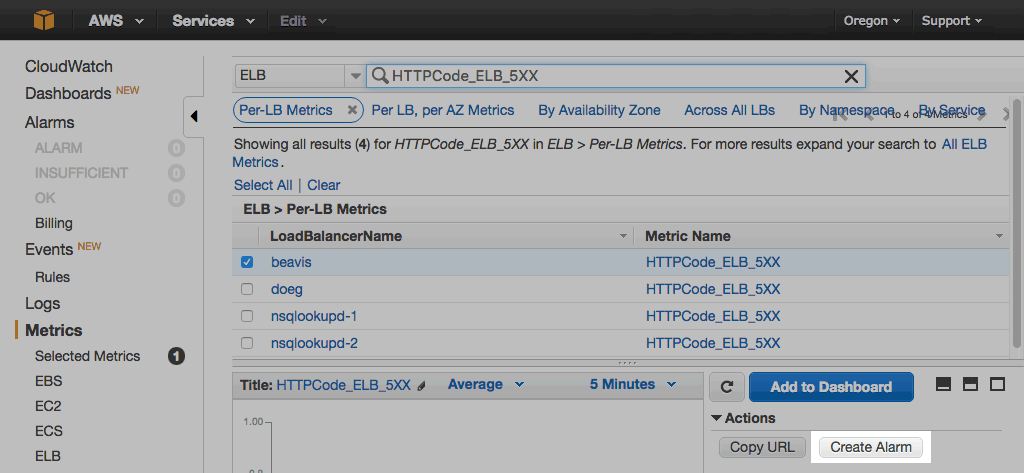 AWS Services Edit Oregon Support
CloudWatch
Dashboards NEW
Alarms
ALARM 0
INSUFFICIENT 0
OK 0
Billing
Events NEW
Rules
Logs
Metrics
Selected Metrics 1
EBS
EC2
ECS
ELB
ELB HTTPCode_ELB_5XX
Per-LB Metrics Per LB, per AZ Metrics By Availability Zone Across All LBs By Namespace By Service
1 to 4 of 4 Metrics
Showing all results (4) for HTTPCode_ELB_5XX in ELB > Per-LB Metrics. For more results expand your search to All ELB
Metrics .
Select All | Clear
ELB > Per-LB Metrics
LoadBalancerName Metric Name
beavis HTTPCode_ELB_5XX
doeg HTTPCode_ELB_5XX
nsqlookupd-1 HTTPCode_ELB_5XX
nsqlookupd-2 HTTPCode_ELB_5XX
Title: HTTPCode_ELB_5XX Average 5 Minutes
1.00
Add to Dashboard
Actions
Copy URL Create Alarm